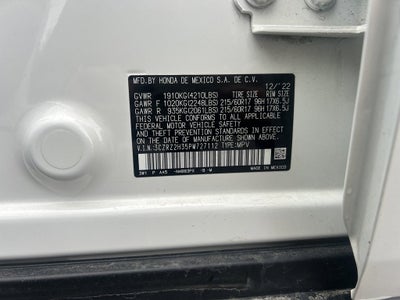 MFD.BY HONDA DE MEXICO S.A. DE C.V. 12/'22
TIRE SIZE RIM SIZE
GVWR 1910KG(4210LBS)
GAWR F 1020KG(2248LBS) 215/60R17 96H 17X6.5J
GAWR R 935KG(2061LBS) 215/60R17 96H 17X6.5J
THIS VEHICLE CONFORMS TO ALL APPLICABLE
FEDERAL MOTOR VEHICLE SAFETY, BUMPER,
AND THEFT PREVENTION STANDARDS IN EFFECT
ON THE DATE OF MANUFACTURE SHOWN ABOVE.
V.I.N:3CZRZ2H35PM727112 TYPE:MPV
MADE
IN MEXICO